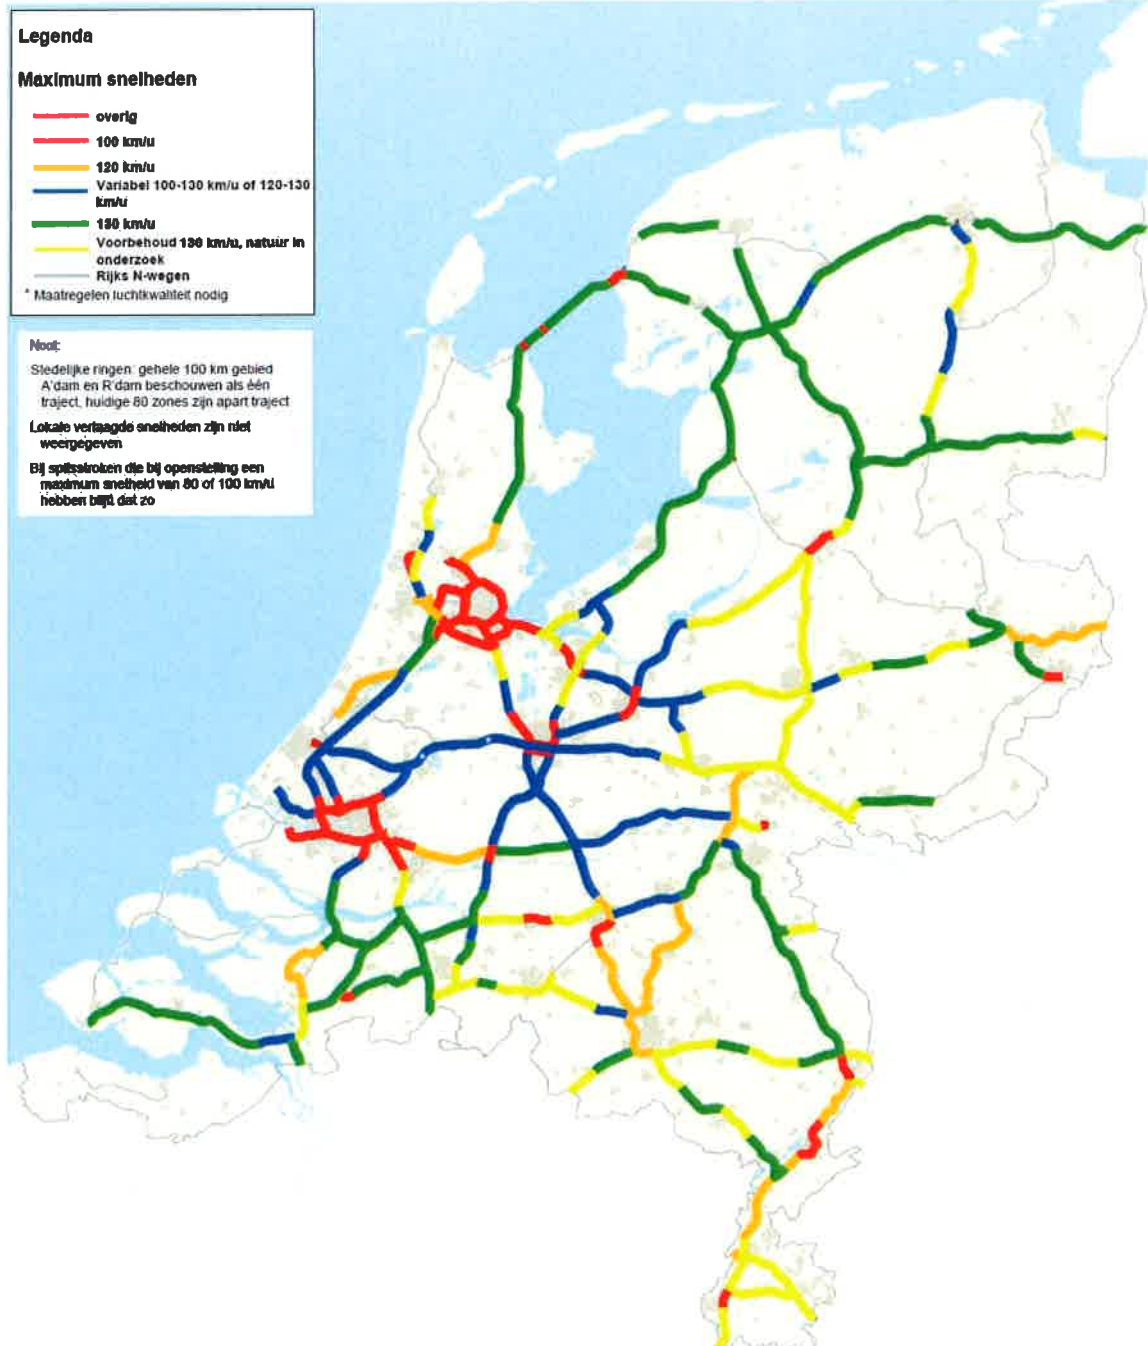 Legenda
Maximum snelheden
overig
100 km/u
120 km/u
Variabel 100-130 km/u of 120-130
km/u
130 km/u
Voorbehoud 130 km/u, natuur in
onderzoek
Rijks N-wegen
* Maatregelen luchtkwaliteit nodig
Noot:
Stedelijke ringen: gehele 100 km gebied
A'dam en R'dam beschouwen als één
traject, huidige 80 zones zijn apart traject
Lokale verlaagde snelheden zijn niet
weergegeven
Bij spitsstroken die bij openstelling een
maximum snelheid van 80 of 100 km/u
hebben blijft dat zo